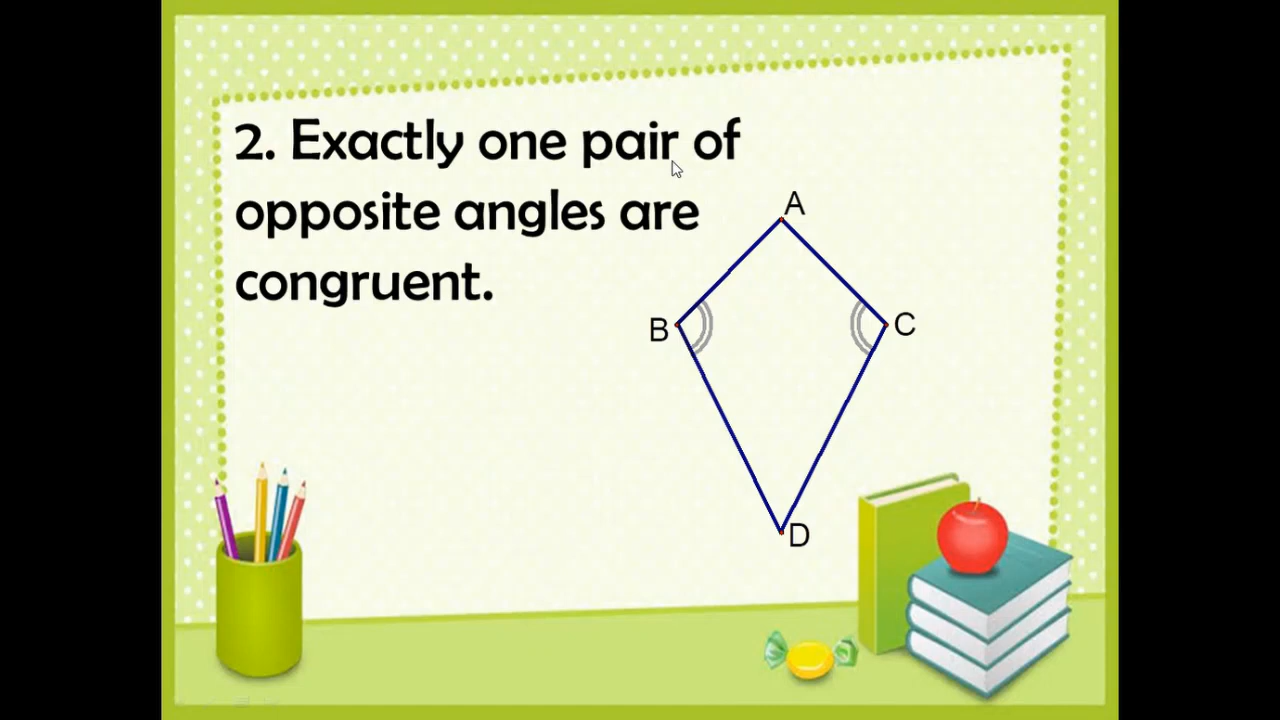 2. Exactly one pair of
opposite angles are
congruent.
A
B
C
D